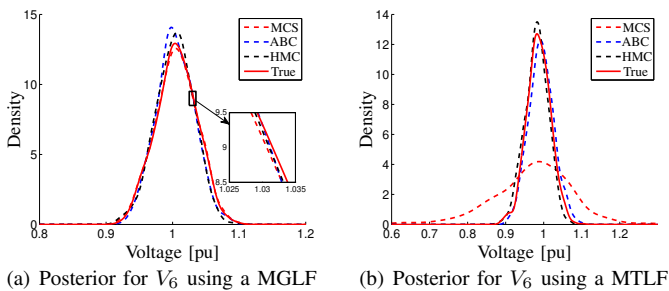 15
10
5
0
Density
0.8 0.9 1 1.1 1.2
Voltage [pu]
MCS
ABC
HMC
True
9.5
9
8.5
1.025 1.03 1.035
(a) Posterior for V6 using a MGLF
14
12
10
8
6
4
2
0
Density
0.6 0.7 0.8 0.9 1 1.1 1.2
Voltage [pu]
MCS
ABC
HMC
True
(b) Posterior for V6 using a MTLF